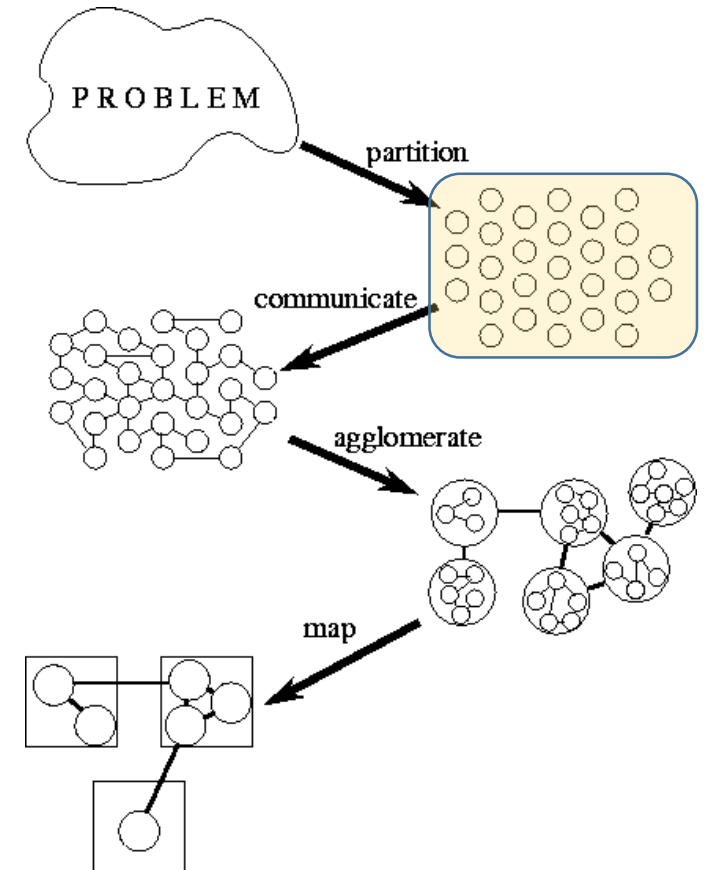 PROBLEM
partition
communicate
agglomerate
map